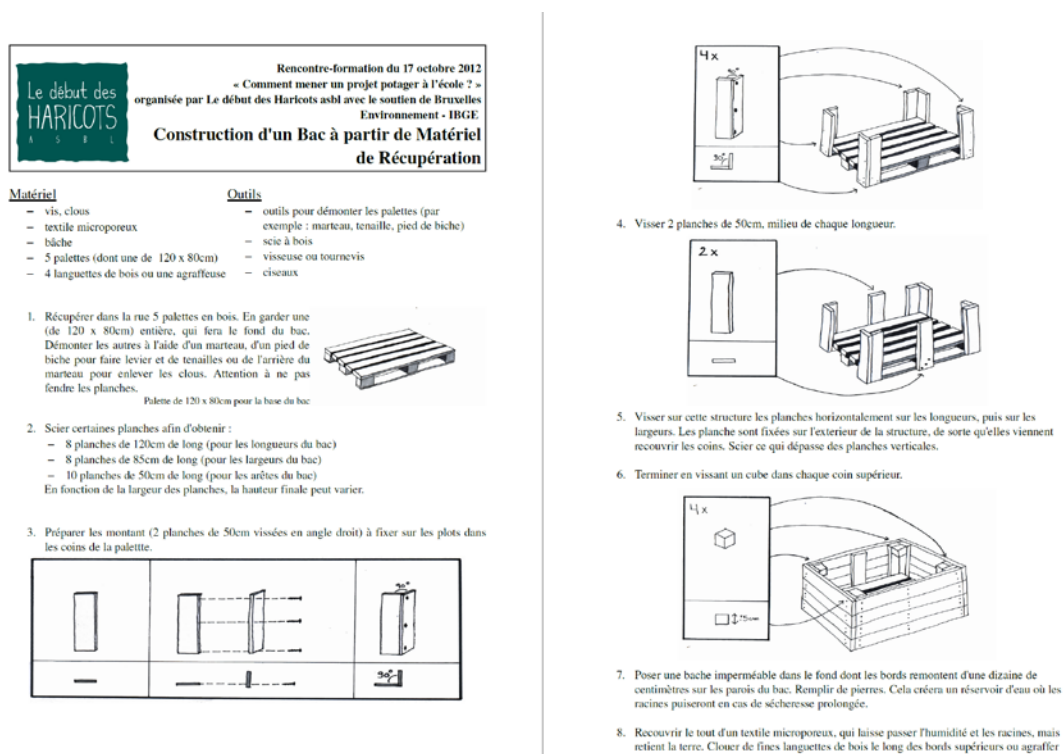 Le début des
HARICOTS
A S B L
Rencontre-formation du 17 octobre 2012
« Comment mener un projet potager à l'école ? »
organisée par Le début des Haricots asbl avec le soutien de Bruxelles
Environnement - IBGE
Construction d'un Bac à partir de Matériel
de Récupération
Matériel
– vis, clous
– textile microporeux
– bâche
– 5 palettes (dont une de 120 x 80cm)
– 4 languettes de bois ou une agraffeuse
Outils
– outils pour démonter les palettes (par
exemple : marteau, tenaille, pied de biche)
– scie à bois
– visseuse ou tournevis
– ciseaux
1. Récupérer dans la rue 5 palettes en bois. En garder une
(de 120 x 80cm) entière, qui fera le fond du bac.
Démonter les autres à l'aide d'un marteau, d'un pied de
biche pour faire levier et de tenailles ou de l'arrière du
marteau pour enlever les clous. Attention à ne pas
fendre les planches.
Palette de 120 x 80cm pour la base du bac
2. Scier certaines planches afin d'obtenir :
– 8 planches de 120cm de long (pour les longueurs du bac)
– 8 planches de 85cm de long (pour les largeurs du bac)
– 10 planches de 50cm de long (pour les arêtes du bac)
En fonction de la largeur des planches, la hauteur finale peut varier.
3. Préparer les montant (2 planches de 50cm vissées en angle droit) à fixer sur les plots dans
les coins de la palettte.
90°
90°
4x
90°
90°
4. Visser 2 planches de 50cm, milieu de chaque longueur.
2x
5. Visser sur cette structure les planches horizontalement sur les longueurs, puis sur les
largeurs. Les planche sont fixées sur l'exterieur de la structure, de sorte qu'elles viennent
recouvrir les coins. Scier ce qui dépasse des planches verticales.
6. Terminer en vissant un cube dans chaque coin supérieur.
4x
7. Poser une bache imperméable dans le fond dont les bords remontent d'une dizaine de
centimètres sur les parois du bac. Remplir de pierres. Cela créera un réservoir d'eau où les
racines puiseront en cas de sécheresse prolongée.
8. Recouvrir le tout d'un textile microporeux, qui laisse passer l'humidité et les racines, mais
retient la terre. Clouer de fines languettes de bois le long des bords supérieurs ou agraffer